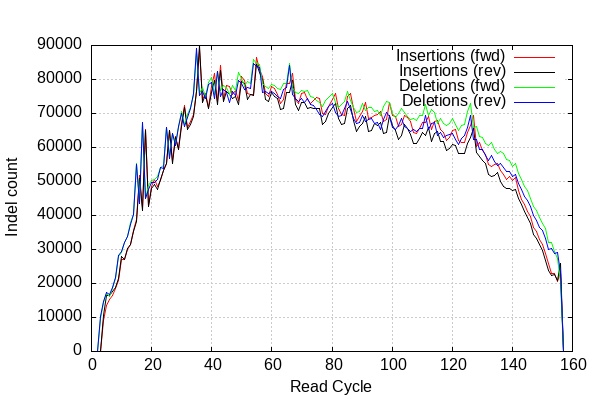 90000
80000
70000
60000
50000
40000
30000
20000
10000
0
Indel count
Insertions (fwd)
Insertions (rev)
Deletions (fwd)
Deletions (rev)
0 20 40 60 80 100 120 140 160
Read Cycle